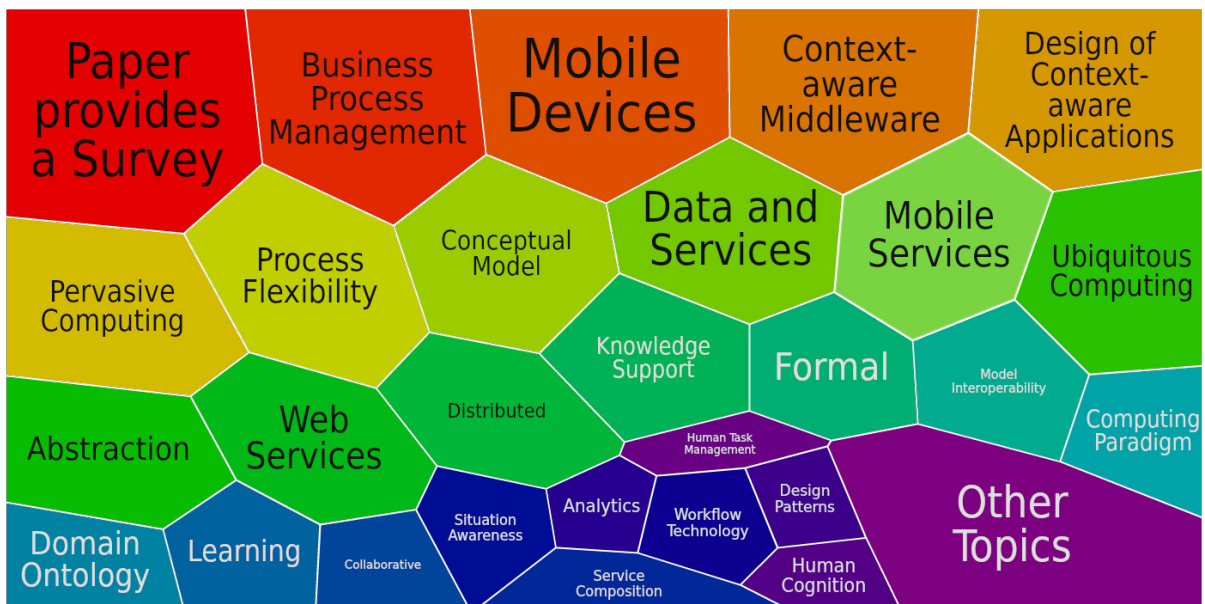 Paper
provides
a Survey
Business
Process
Management
Mobile
Devices
Context-
aware
Middleware
Design of
Context-
aware
Applications
Pervasive
Computing
Process
Flexibility
Conceptual
Model
Data and
Services
Mobile
Services
Ubiquitous
Computing
Abstraction
Web
Services
Distributed
Knowledge
Support
Formal
Model
Interoperability
Computing
Paradigm
Domain
Ontology
Learning
Collaborative
Situation
Awareness
Analytics
Human Task
Management
Workflow
Technology
Design
Patterns
Service
Composition
Human
Cognition
Other
Topics